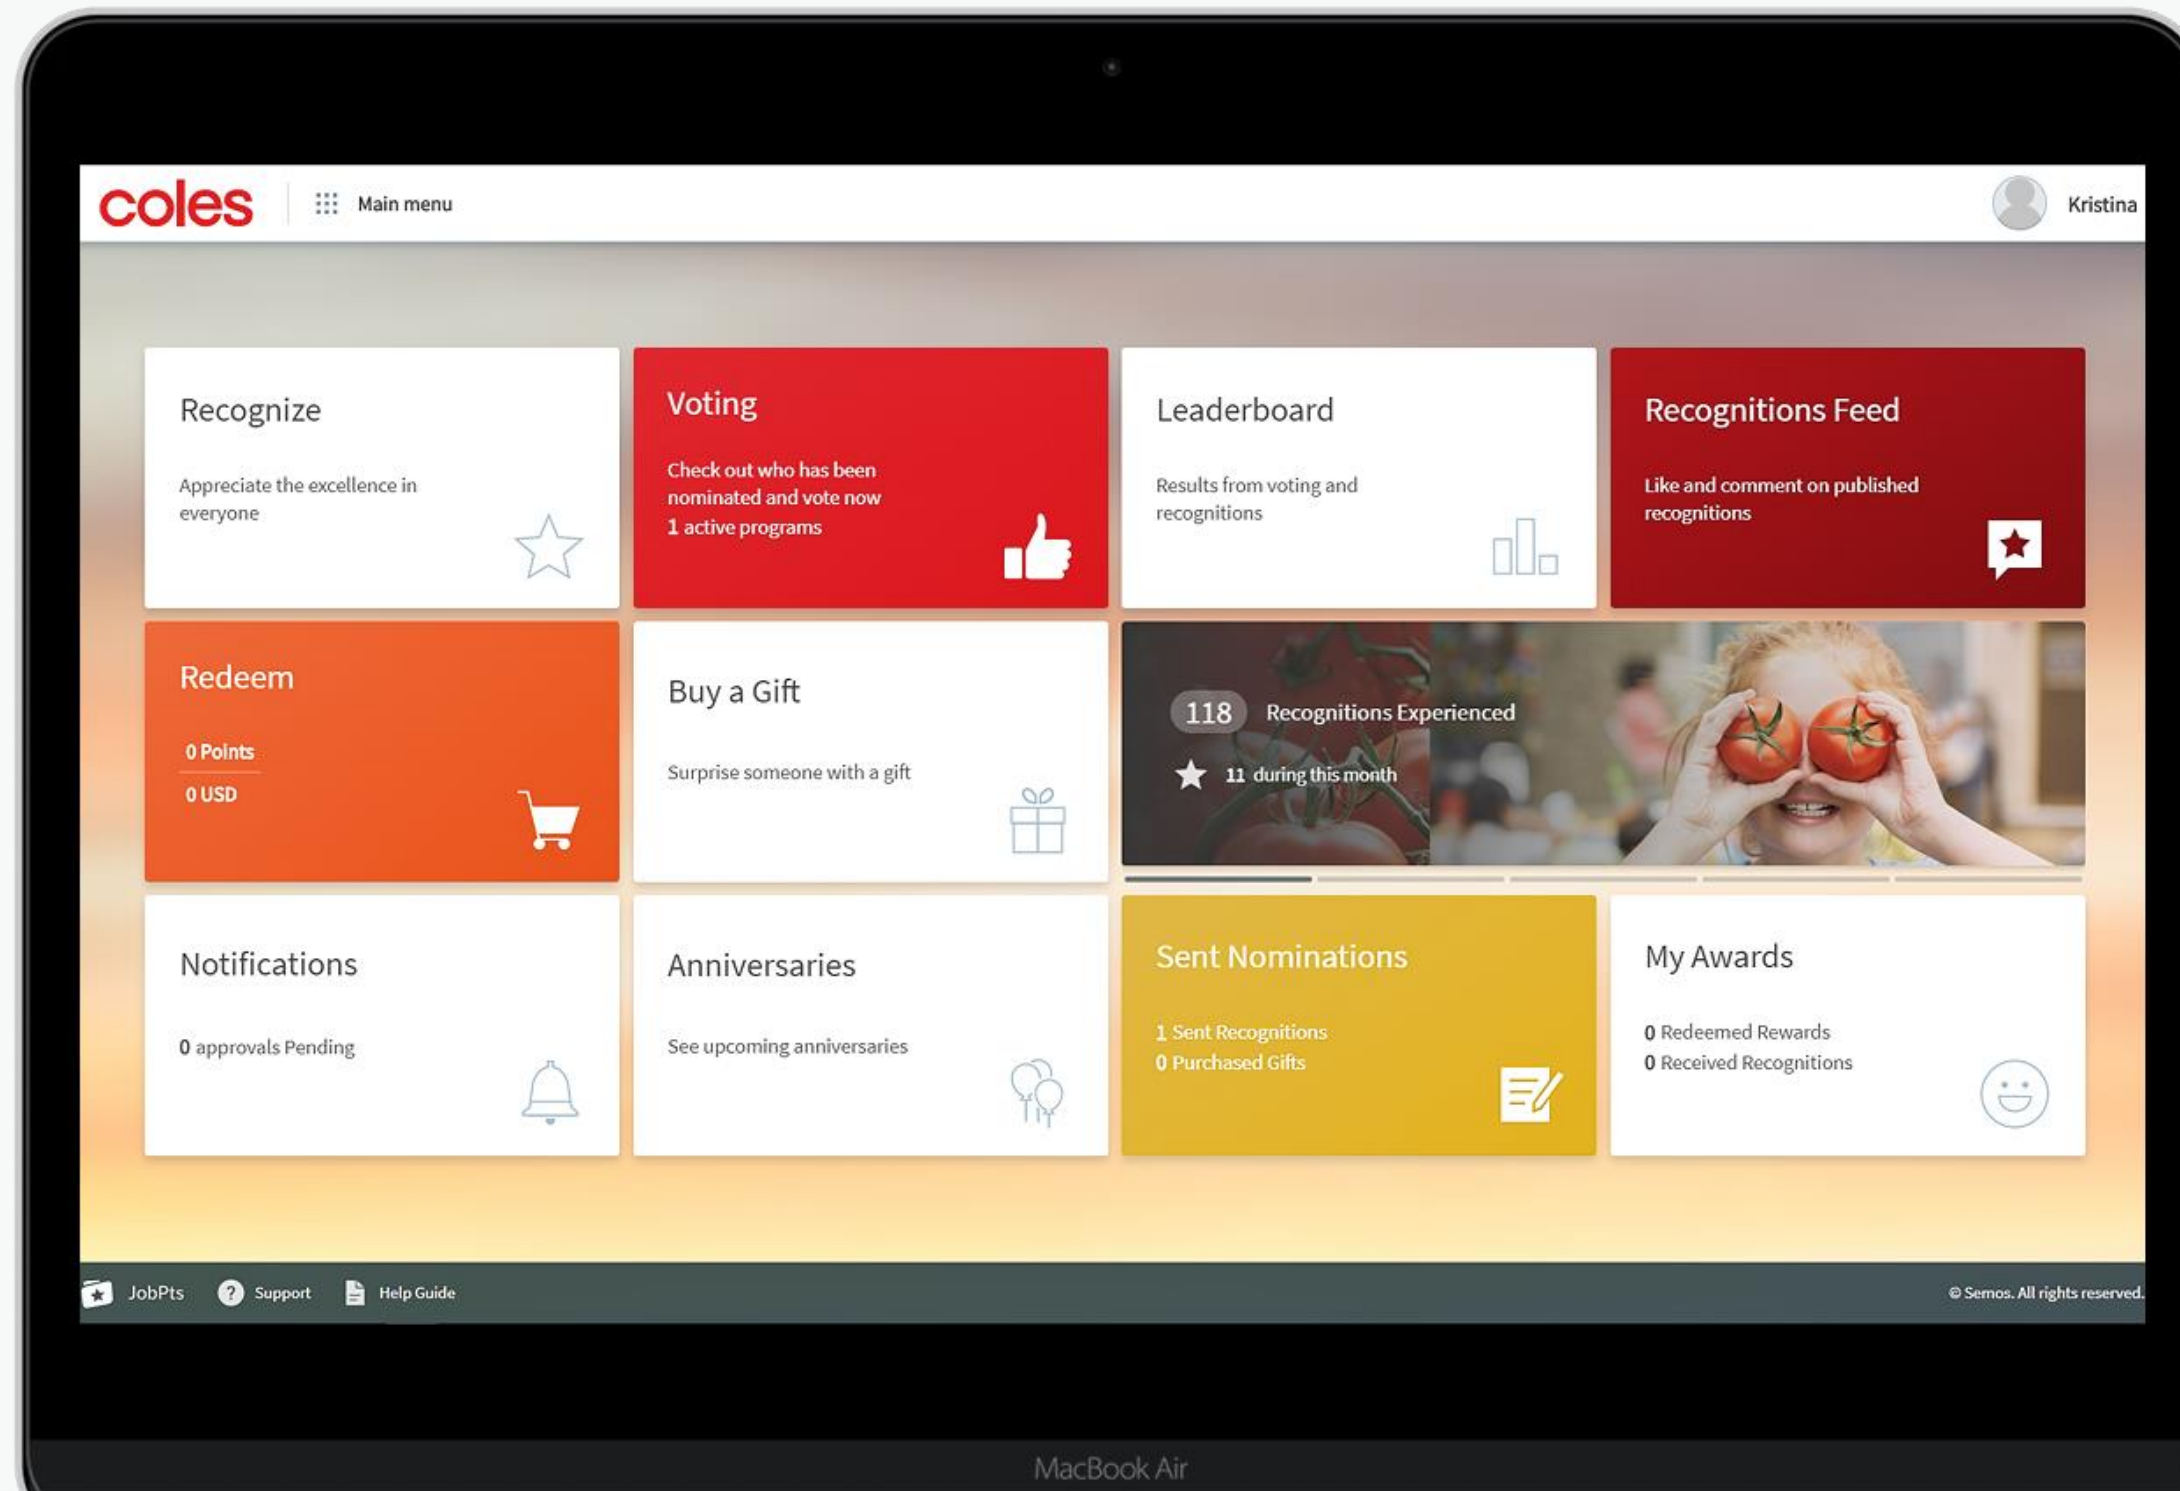 coles
Main menu
Kristina
Recognize
Appreciate the excellence in
everyone
Voting
Check out who has been
nominated and vote now
1 active programs
Leaderboard
Results from voting and
recognitions
Recognitions Feed
Like and comment on published
recognitions
Redeem
0 Points
0 USD
Buy a Gift
Surprise someone with a gift
118 Recognitions Experienced
11 during this month
Notifications
0 approvals Pending
Anniversaries
See upcoming anniversaries
Sent Nominations
1 Sent Recognitions
0 Purchased Gifts
My Awards
0 Redeemed Rewards
0 Received Recognitions
JobPts
? Support
Help Guide
© Semos. All rights reserved.
MacBook Air